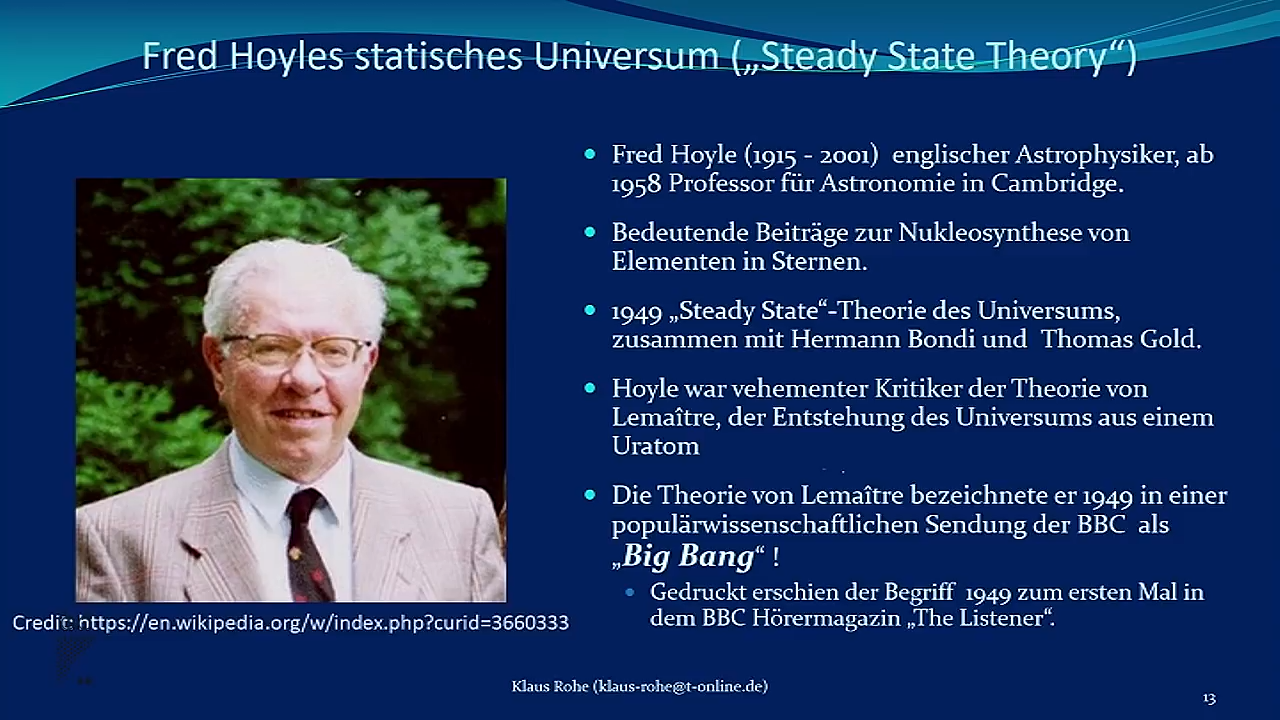 Fred Hoyles statisches Universum („Steady State Theory“)
Fred Hoyle (1915 - 2001) englischer Astrophysiker, ab
1958 Professor für Astronomie in Cambridge.
Bedeutende Beiträge zur Nukleosynthese von
Elementen in Sternen.
1949 „Steady State“-Theorie des Universums,
zusammen mit Hermann Bondi und Thomas Gold.
Hoyle war vehementer Kritiker der Theorie von
Lemaître, der Entstehung des Universums aus einem
Uratom
Die Theorie von Lemaître bezeichnete er 1949 in einer
populärwissenschaftlichen Sendung der BBC als
„Big Bang“ !
Gedruckt erschien der Begriff 1949 zum ersten Mal in
dem BBC Hörermagazin „The Listener“.
Credit: https://en.wikipedia.org/w/index.php?curid=3660333
Klaus Rohe (klaus-rohe@t-online.de)
13